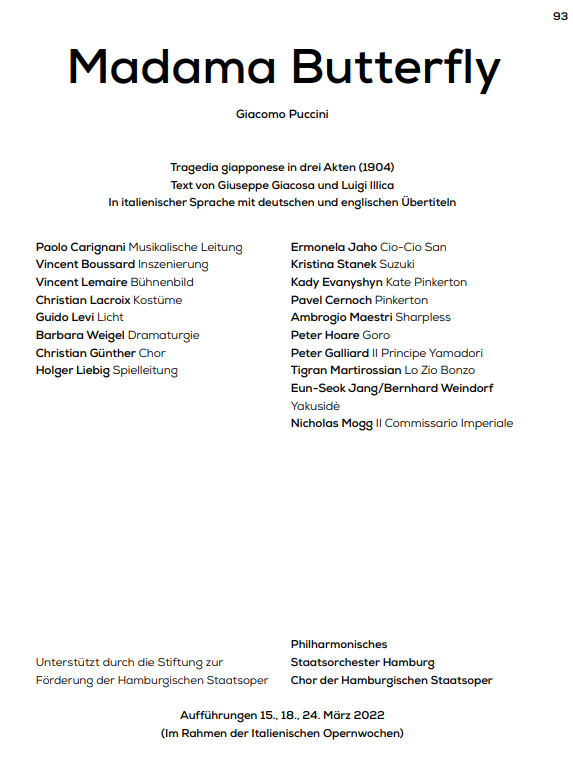 93
Madama Butterfly
Giacomo Puccini
Tragedia giapponese in drei Akten (1904)
Text von Giuseppe Giacosa und Luigi Illica
In italienischer Sprache mit deutschen und englischen Übertiteln
Paolo Carignani Musikalische Leitung
Vincent Boussard Inszenierung
Vincent Lemaire Bühnenbild
Christian Lacroix Kostüme
Guido Levi Licht
Barbara Weigel Dramaturgie
Christian Günther Chor
Holger Liebig Spielleitung
Ermonela Jaho Cio-Cio San
Kristina Stanek Suzuki
Kady Evanyshyn Kate Pinkerton
Pavel Cernoch Pinkerton
Ambrogio Maestri Sharpless
Peter Hoare Goro
Peter Galliard Il Principe Yamadori
Tigran Martirossian Lo Zio Bonzo
Eun-Seok Jang/Bernhard Weindorf
Yakusidè
Nicholas Mogg Il Commissario Imperiale
Unterstützt durch die Stiftung zur
Förderung der Hamburgischen Staatsoper
Philharmonisches
Staatsorchester Hamburg
Chor der Hamburgischen Staatsoper
Aufführungen 15., 18., 24. März 2022
(Im Rahmen der Italienischen Opernwochen)